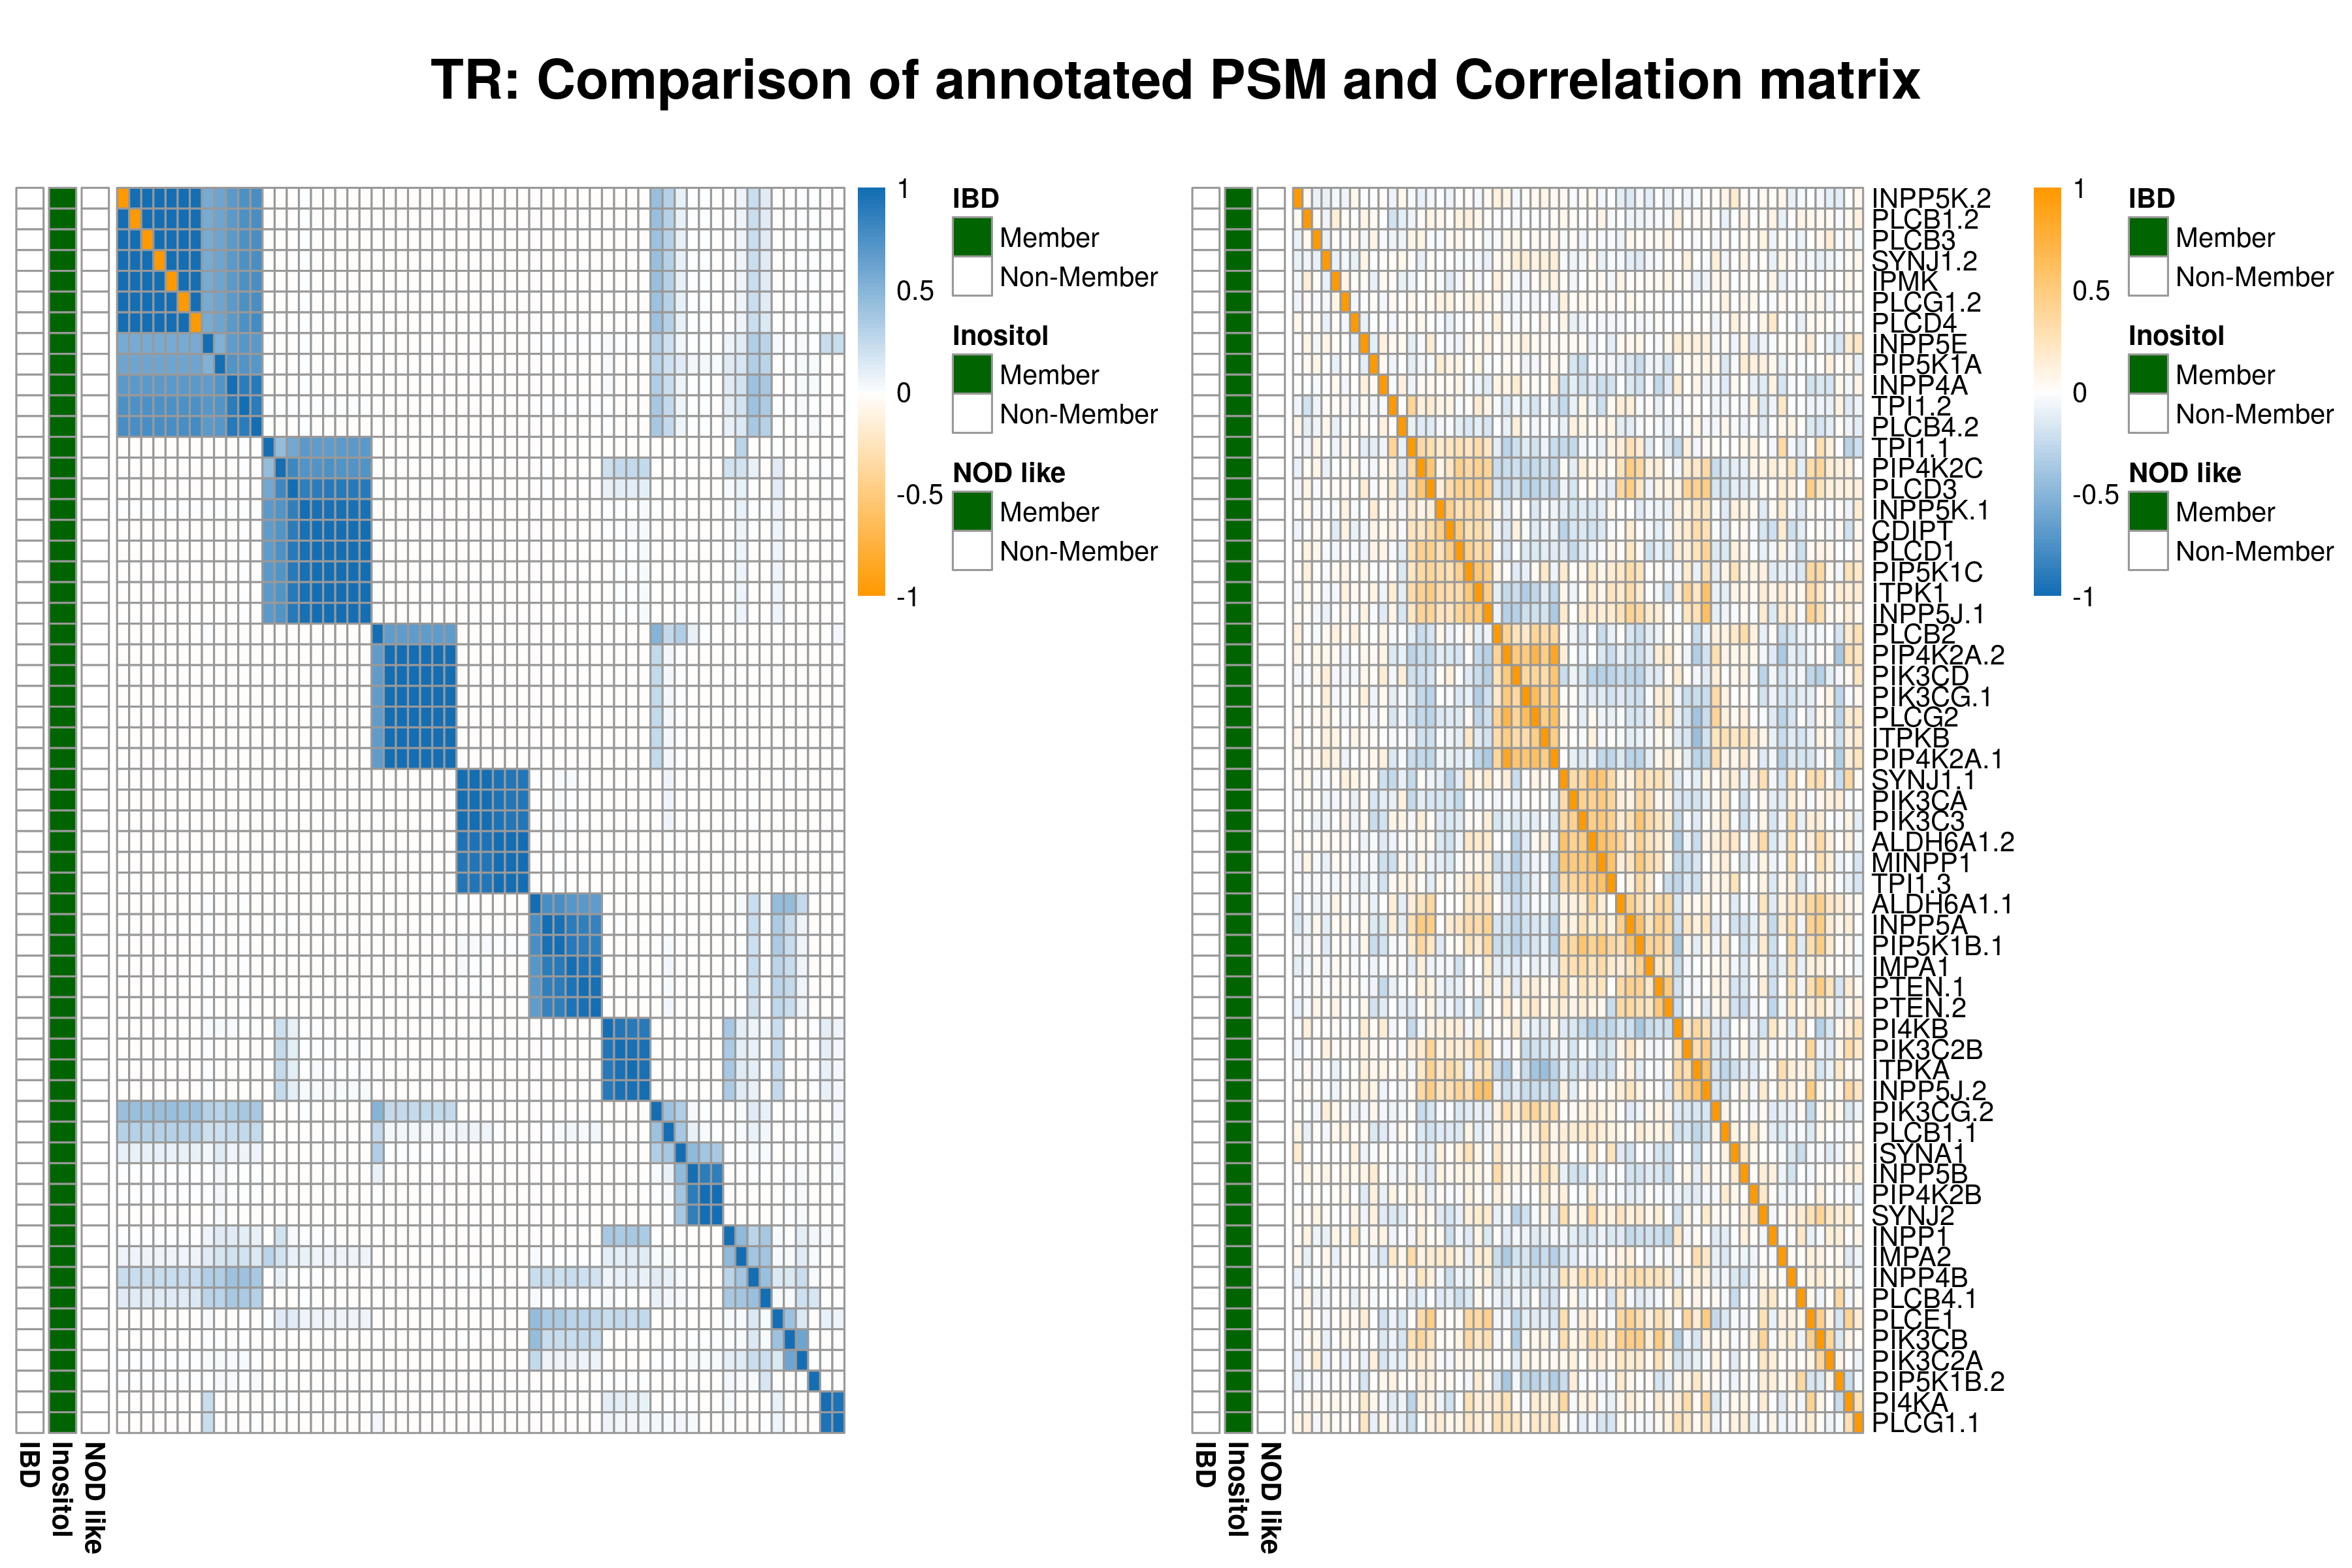 TR: Comparison of annotated PSM and Correlation matrix
1
0.5
0
-0.5
-1
IBD
Member
Non-Member
Inositol
Member
Non-Member
NOD like
Member
Non-Member
IBD
Inositol
NOD like
INPP5K.2
PLCB1.2
PLCB3
SYNJ1.2
IPMK
PLCG1.2
PLCD4
INPP5E
PIP5K1A
INPP4A
TPI1.2
PLCB4.2
TPI1.1
PIP4K2C
PLCD3
INPP5K.1
CDIPT
PLCD1
PIP5K1C
ITPK1
INPP5J.1
PLCB2
PIP4K2A.2
PIK3CD
PIK3CG.1
PLCG2
ITPKB
PIP4K2A.1
SYNJ1.1
PIK3CA
PIK3C3
ALDH6A1.2
MINPP1
TPI1.3
ALDH6A1.1
INPP5A
PIP5K1B.1
IMPA1
PTEN.1
PTEN.2
PI4KB
PIK3C2B
ITPKA
INPP5J.2
PIK3CG.2
PLCB1.1
ISYNA1
INPP5B
PIP4K2B
SYNJ2
INPP1
IMPA2
INPP4B
PLCB4.1
PLCE1
PIK3CB
PIK3C2A
PIP5K1B.2
PI4KA
PLCG1.1
1
0.5
0
-0.5
-1
IBD
Member
Non-Member
Inositol
Member
Non-Member
NOD like
Member
Non-Member
IBD
Inositol
NOD like